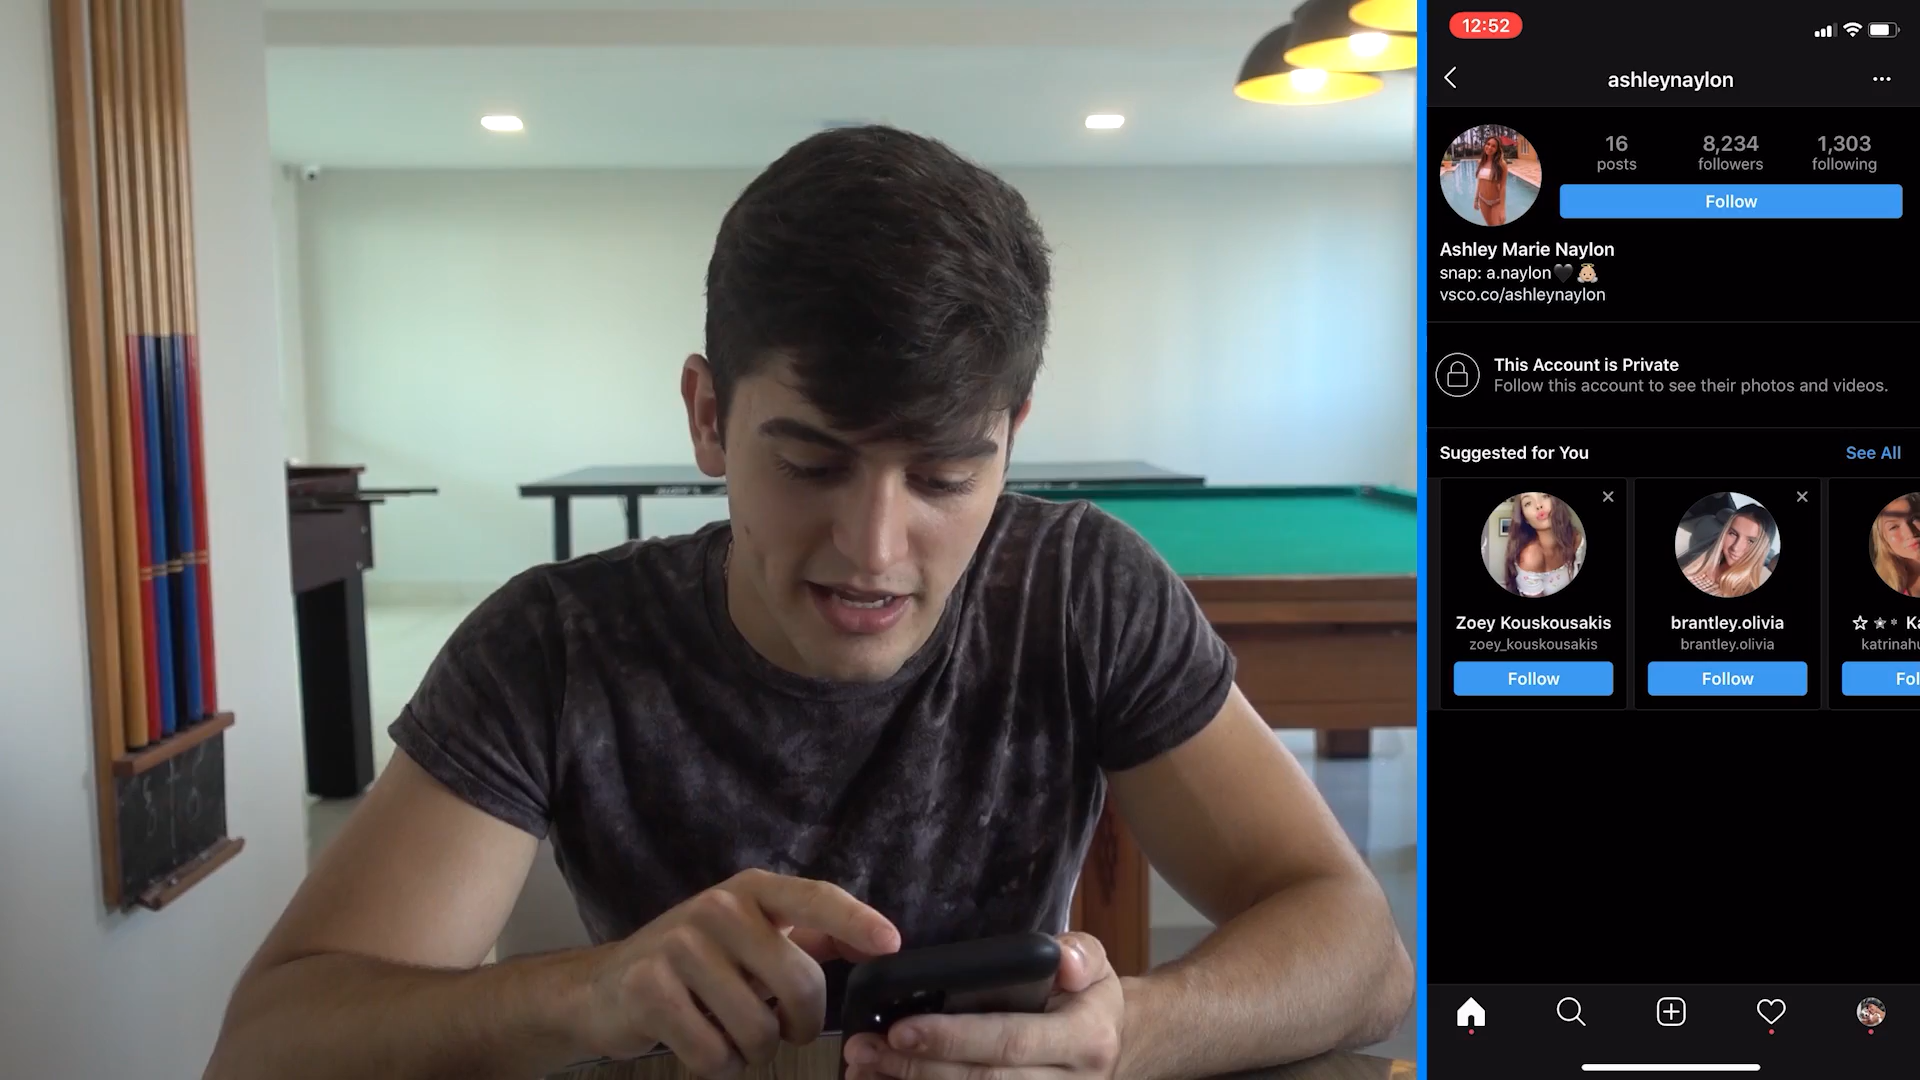 12:52
ashleynaylon
16
posts
8,234
followers
1,303
following
Follow
Ashley Marie Naylon
snap: a.naylon🖤👼🏼
vsco.co/ashleynaylon
This Account is Private
Follow this account to see their photos and videos.
Suggested for You
See All
Zoey Kouskousakis
zoey_kouskousakis
Follow
brantley.olivia
brantley.olivia
Follow